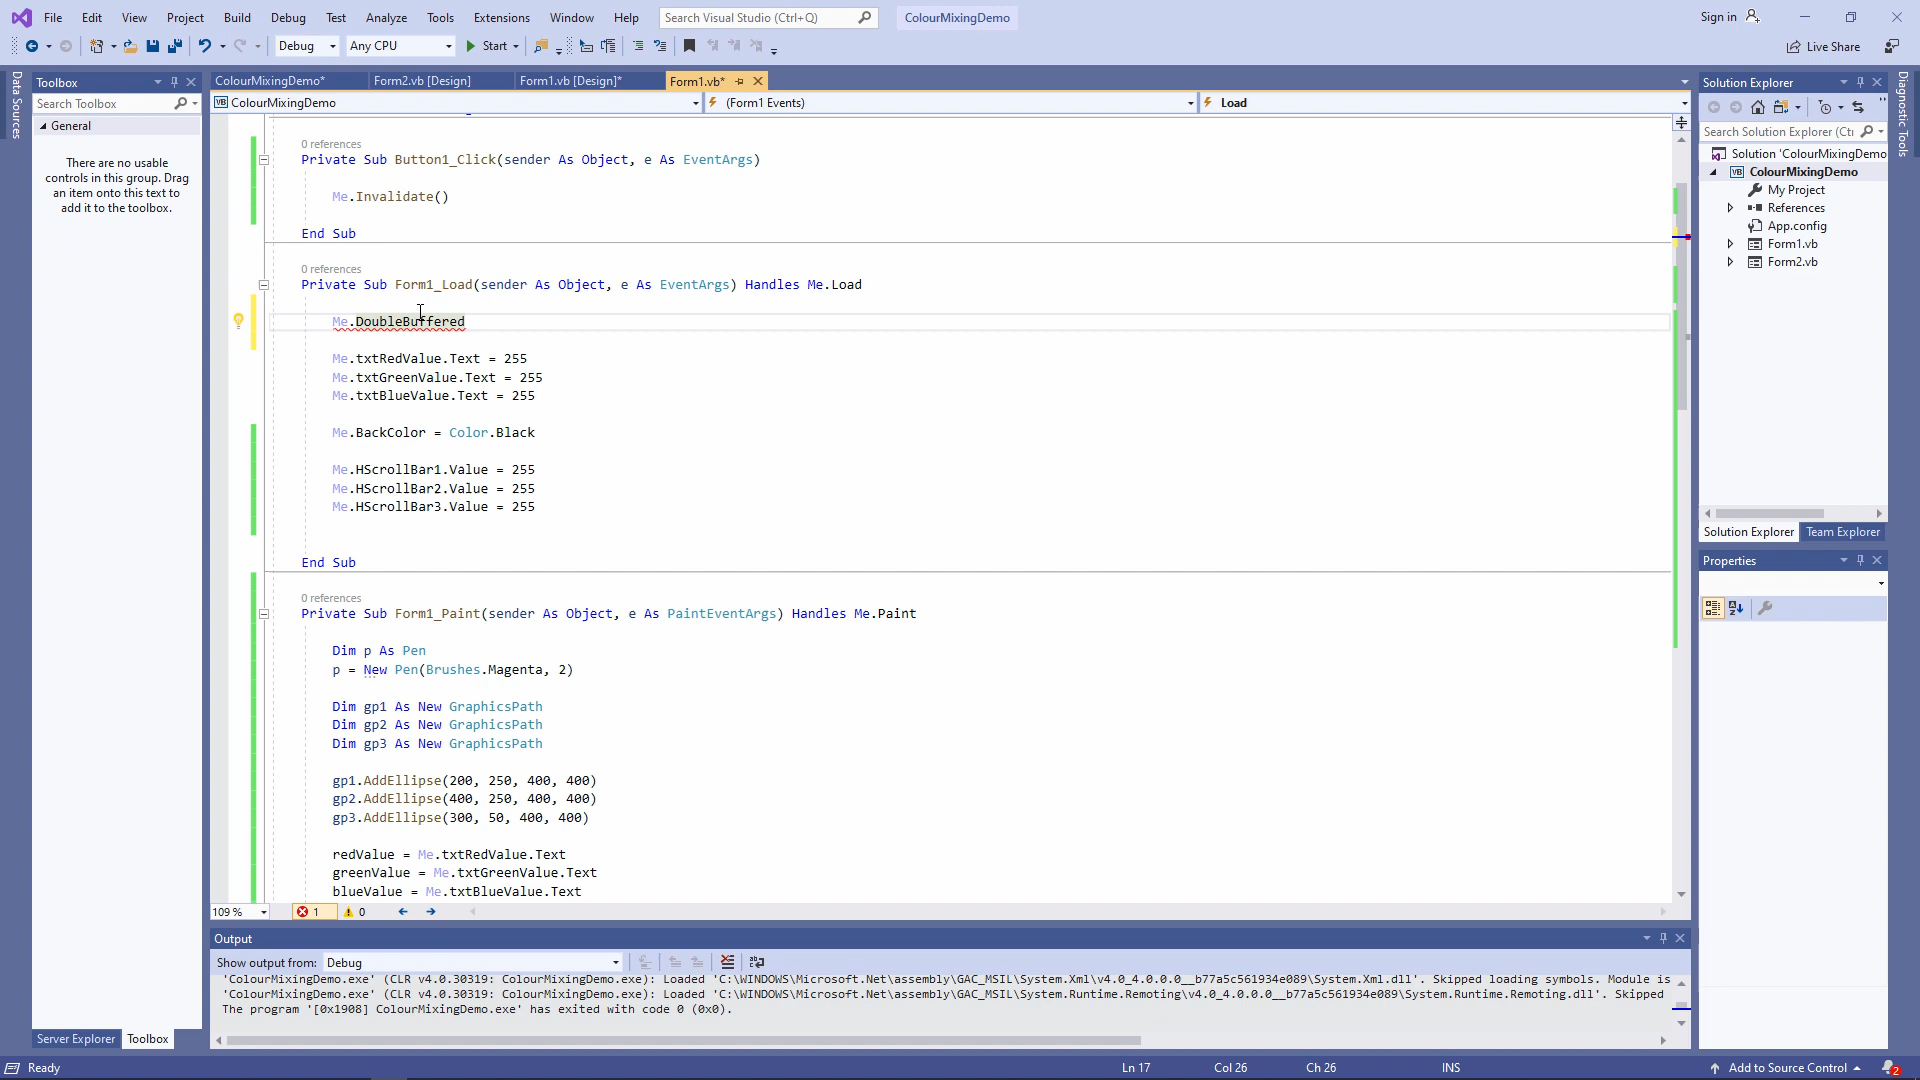 File Edit View Project Build Debug Test Analyze Tools Extensions Window Help Search Visual Studio (Ctrl+Q) ColourMixingDemo Sign in
Debug Any CPU Start Live Share
Data Sources
Toolbox
Search Toolbox
General
There are no usable
controls in this group. Drag
an item onto this text to
add it to the toolbox.
Server Explorer Toolbox
ColourMixingDemo* Form2.vb [Design] Form1.vb [Design]* Form1.vb*
VB ColourMixingDemo (Form1 Events) Load
0 references
Private Sub Button1_Click(sender As Object, e As EventArgs)
Me.Invalidate()
End Sub
0 references
Private Sub Form1_Load(sender As Object, e As EventArgs) Handles Me.Load
Me.DoubleBuffered
Me.txtRedValue.Text = 255
Me.txtGreenValue.Text = 255
Me.txtBlueValue.Text = 255
Me.BackColor = Color.Black
Me.HScrollBar1.Value = 255
Me.HScrollBar2.Value = 255
Me.HScrollBar3.Value = 255
End Sub
0 references
Private Sub Form1_Paint(sender As Object, e As PaintEventArgs) Handles Me.Paint
Dim p As Pen
p = New Pen(Brushes.Magenta, 2)
Dim gp1 As New GraphicsPath
Dim gp2 As New GraphicsPath
Dim gp3 As New GraphicsPath
gp1.AddEllipse(200, 250, 400, 400)
gp2.AddEllipse(400, 250, 400, 400)
gp3.AddEllipse(300, 50, 400, 400)
redValue = Me.txtRedValue.Text
greenValue = Me.txtGreenValue.Text
blueValue = Me.txtBlueValue.Text
109 % 1 0
Output
Show output from: Debug
'ColourMixingDemo.exe' (CLR v4.0.30319: ColourMixingDemo.exe): Loaded 'C:\WINDOWS\Microsoft.Net\assembly\GAC_MSIL\System.Xml\v4.0_4.0.0.0__b77a5c561934e089\System.Xml.dll'. Skipped loading symbols. Module is
'ColourMixingDemo.exe' (CLR v4.0.30319: ColourMixingDemo.exe): Loaded 'C:\WINDOWS\Microsoft.Net\assembly\GAC_MSIL\System.Runtime.Remoting\v4.0_4.0.0.0__b77a5c561934e089\System.Runtime.Remoting.dll'. Skipped
The program '[0x1908] ColourMixingDemo.exe' has exited with code 0 (0x0).
Solution Explorer
Search Solution Explorer (Ctrl
Solution 'ColourMixingDemo
VB ColourMixingDemo
My Project
References
App.config
Form1.vb
Form2.vb
Solution Explorer Team Explorer
Properties
Diagnostic Tools
Ready Ln 17 Col 26 Ch 26 INS Add to Source Control 2